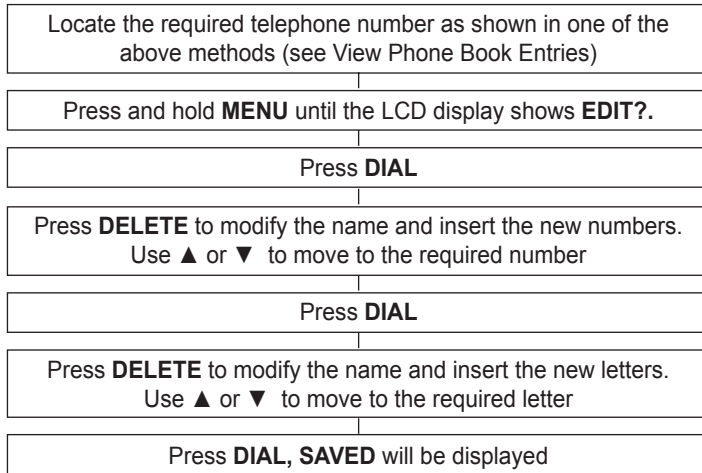 Locate the required telephone number as shown in one of the
above methods (see View Phone Book Entries)
Press and hold MENU until the LCD display shows EDIT?.
Press DIAL
Press DELETE to modify the name and insert the new numbers.
Use ▲ or ▼ to move to the required number
Press DIAL
Press DELETE to modify the name and insert the new letters.
Use ▲ or ▼ to move to the required letter
Press DIAL, SAVED will be displayed